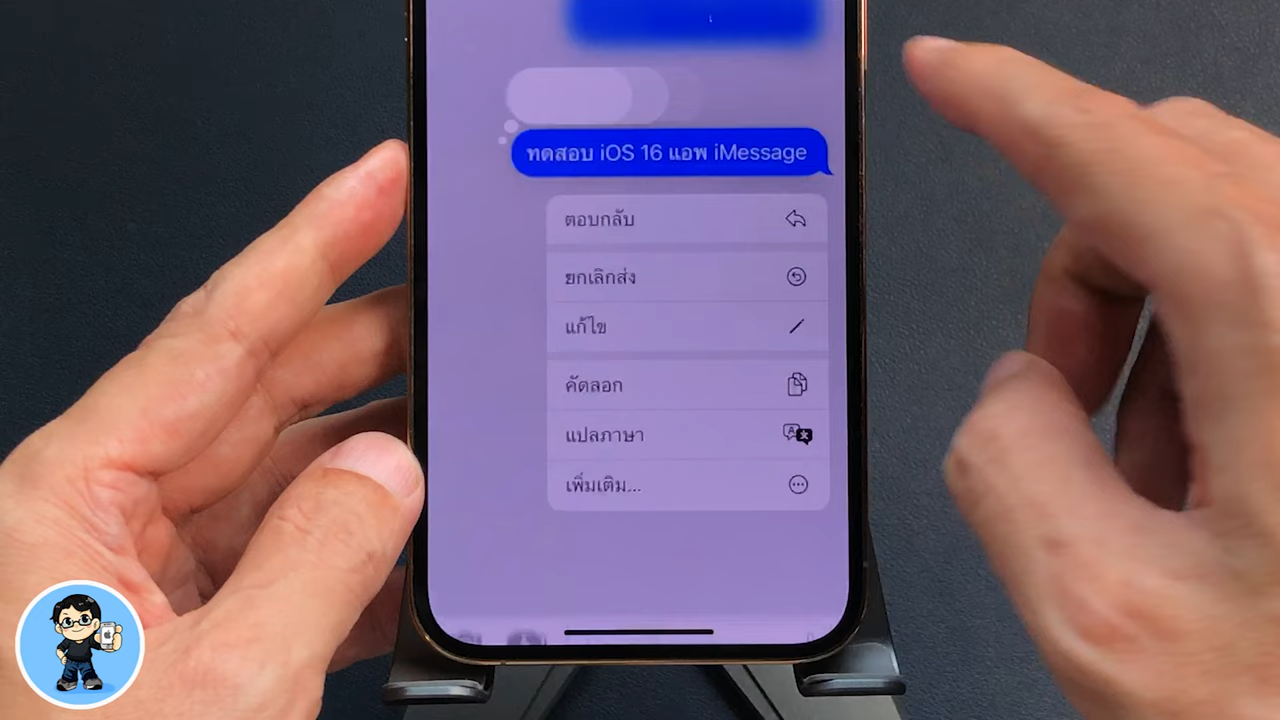 ทดสอบ iOS 16 แอพ iMessage
ตอบกลับ
ยกเลิกส่ง
แก้ไข
คัดลอก
แปลภาษา
เพิ่มเติม...